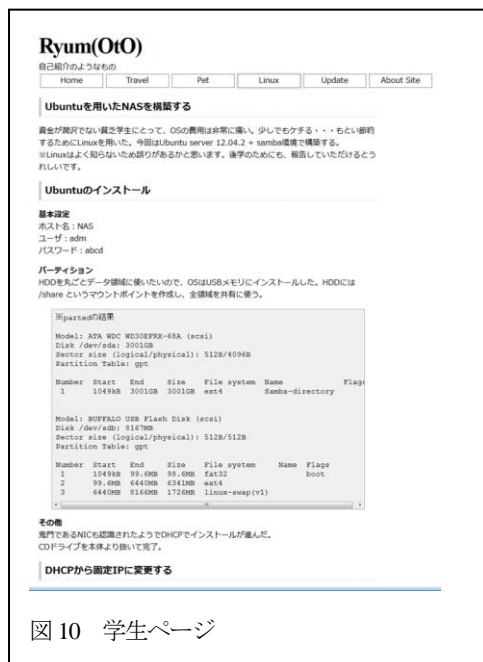 Ryum(OtO)
自己紹介のようなもの
Home Travel Pet Linux Update About Site
Ubuntuを用いたNASを構築する
資金が潤沢でない貧乏学生にとって、OSの費用は非常に痛い。少しでもケチる・・・もとい節約
するためにLinuxを用いた。今回はUbuntu server 12.04.2 + samba環境で構築する。
※Linuxはよく知らないため誤りがあるかと思います。後学のためにも、報告していただけるとう
れしいです。
Ubuntuのインストール
基本設定
ホスト名：NAS
ユーザ：adm
パスワード：abcd
パーティション
HDDを丸ごとデータ領域に使いたいので、OSはUSBメモリにインストールした。HDDには
/share というマウントポイントを作成し、全領域を共有に使う。
※partedの結果
Model: ATA WDC WD30EFRX-68A (scsi)
Disk /dev/sda: 3001GB
Sector size (logical/physical): 512B/4096B
Partition Table: gpt
Number Start End Size File system Name Flags
1 1049kB 3001GB 3001GB ext4 Samba-directory
Model: BUFFALO USB Flash Disk (scsi)
Disk /dev/sdb: 8167MB
Sector size (logical/physical): 512B/512B
Partition Table: gpt
Number Start End Size File system Name Flags
1 1049kB 99.6MB 98.6MB fat32 boot
2 99.6MB 6440MB 6341MB ext4
3 6440MB 8166MB 1726MB linux-swap(v1)
その他
鬼門であるNICも認識されたようでDHCPでインストールが進んだ。
CDドライブを本体より抜いて完了。
DHCPから固定IPに変更する
図 10 学生ページ